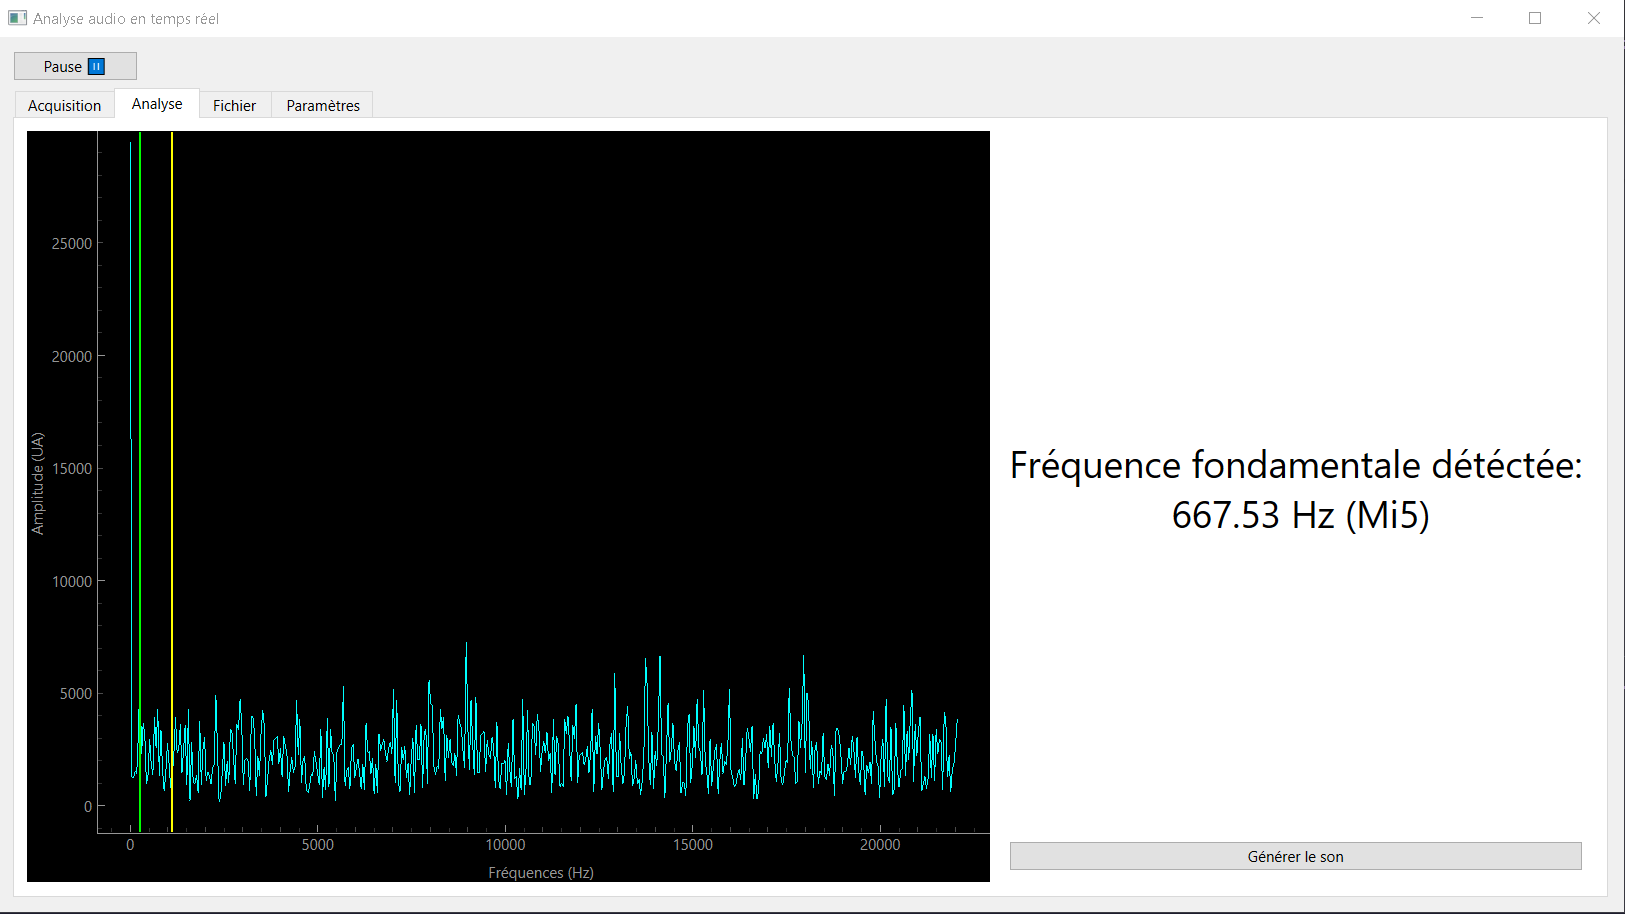 Analyse audio en temps réel
Pause
Acquisition
Analyse
Fichier
Paramètres
25000
20000
15000
10000
5000
0
Amplitude (UA)
0
5000
10000
15000
20000
Fréquences (Hz)
Fréquence fondamentale détéctée:
667.53 Hz (Mi5)
Générer le son